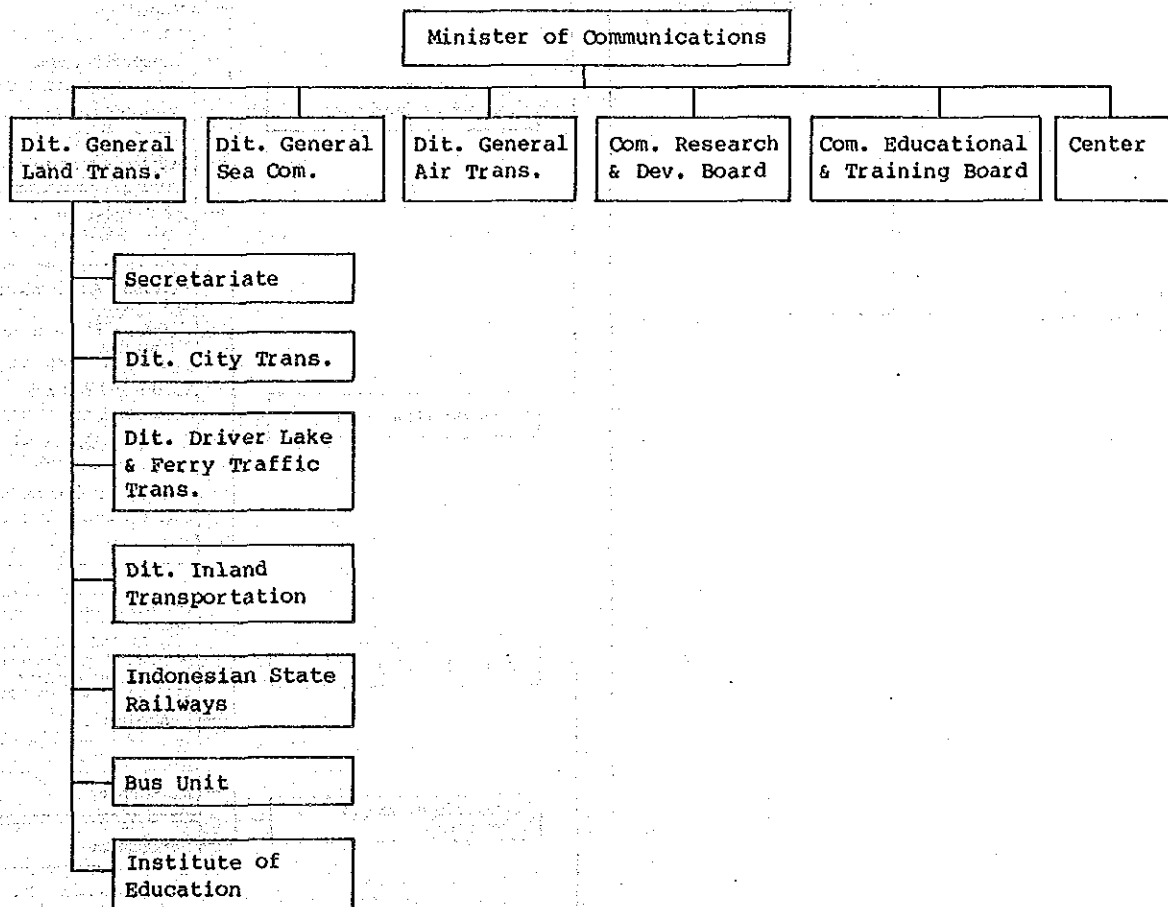 Minister of Communications
Dit. General
Land Trans.
Dit. General
Sea Com.
Dit. General
Air Trans.
Com. Research
& Dev. Board
Com. Educational
& Training Board
Center
Secretariate
Dit. City Trans.
Dit. Driver Lake
& Ferry Traffic
Trans.
Dit. Inland
Transportation
Indonesian State
Railways
Bus Unit
Institute of
Education